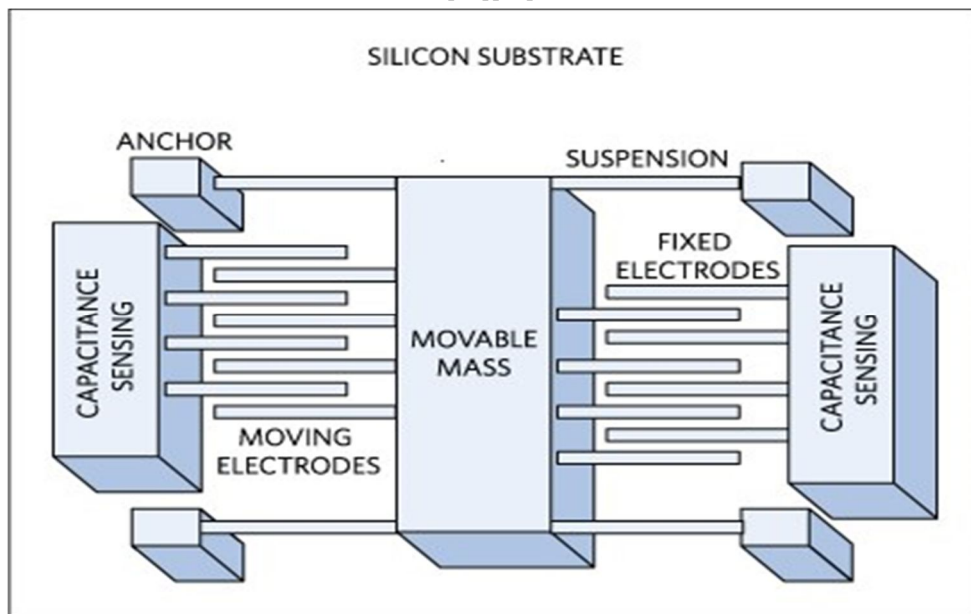 SILICON SUBSTRATE
ANCHOR
SUSPENSION
FIXED
ELECTRODES
CAPACITANCE
SENSING
MOVABLE
MASS
CAPACITANCE
SENSING
MOVING
ELECTRODES